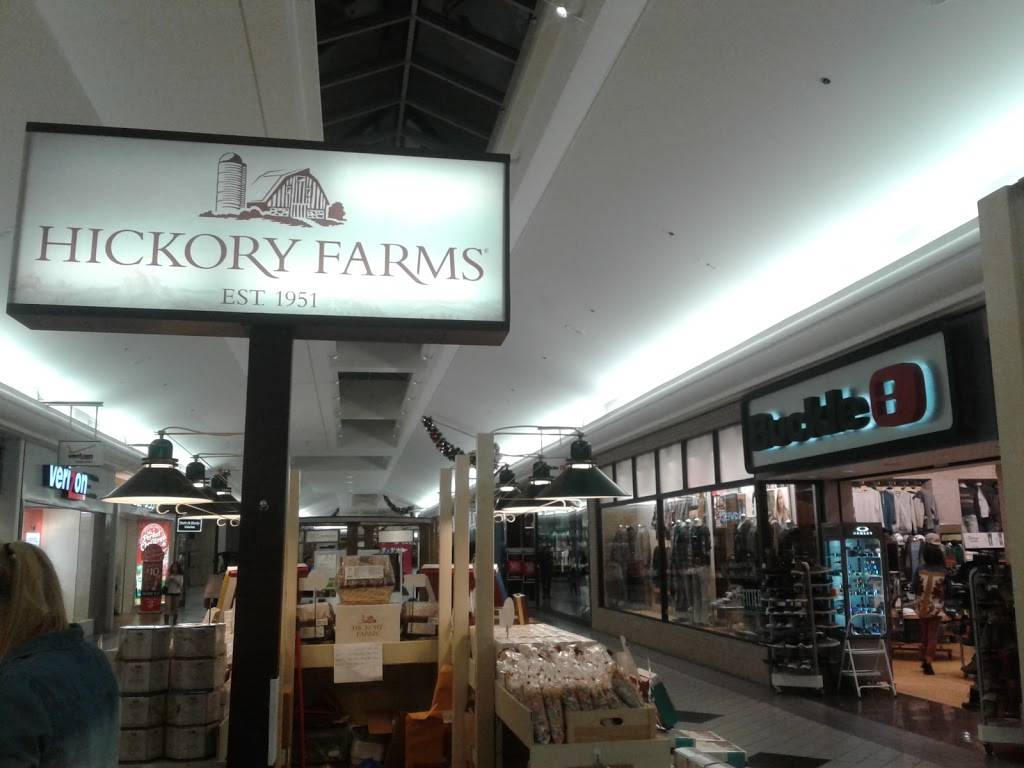 HICKORY FARMS®
EST. 1951
Buckle B
verizon
HICKORY
FARMS